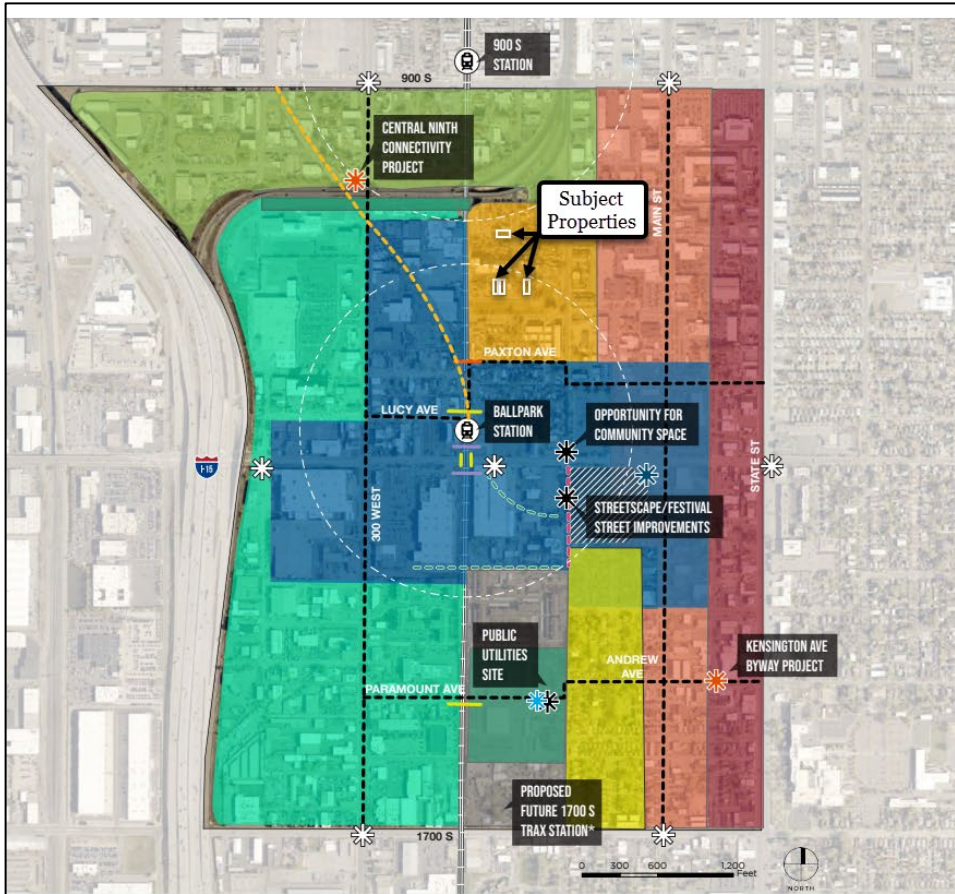 900 S
STATION
900 S
CENTRAL NINTH
CONNECTIVITY
PROJECT
Subject
Properties
MAIN ST
PAXTON AVE
LUCY AVE
BALLPARK
STATION
OPPORTUNITY FOR
COMMUNITY SPACE
I-15
300 WEST
STATE ST
STREETSCAPE/FESTIVAL
STREET IMPROVEMENTS
PUBLIC
UTILITIES
SITE
ANDREW
AVE
KENSINGTON AVE
BYWAY PROJECT
PARAMOUNT AVE
PROPOSED
FUTURE 1700 S
TRAX STATION*
1700 S
0 300 600 1,200
Feet
NORTH